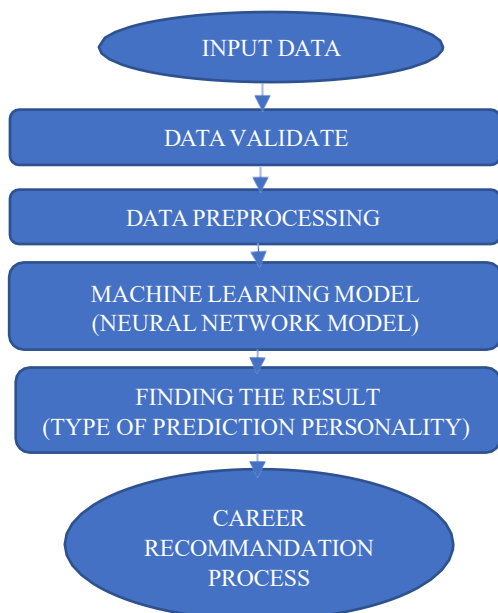 INPUT DATA
DATA VALIDATE
DATA PREPROCESSING
MACHINE LEARNING MODEL
(NEURAL NETWORK MODEL)
FINDING THE RESULT
(TYPE OF PREDICTION PERSONALITY)
CAREER
RECOMMANDATION
PROCESS